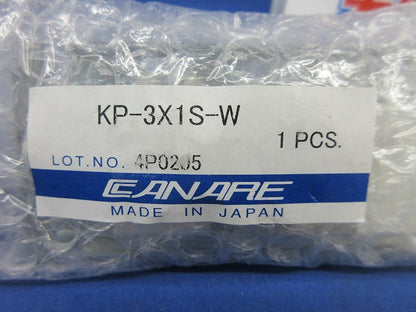 KP-3X1S-W
1 PCS.
LOT.NO. 4P0205
CANARE
MADE IN JAPAN